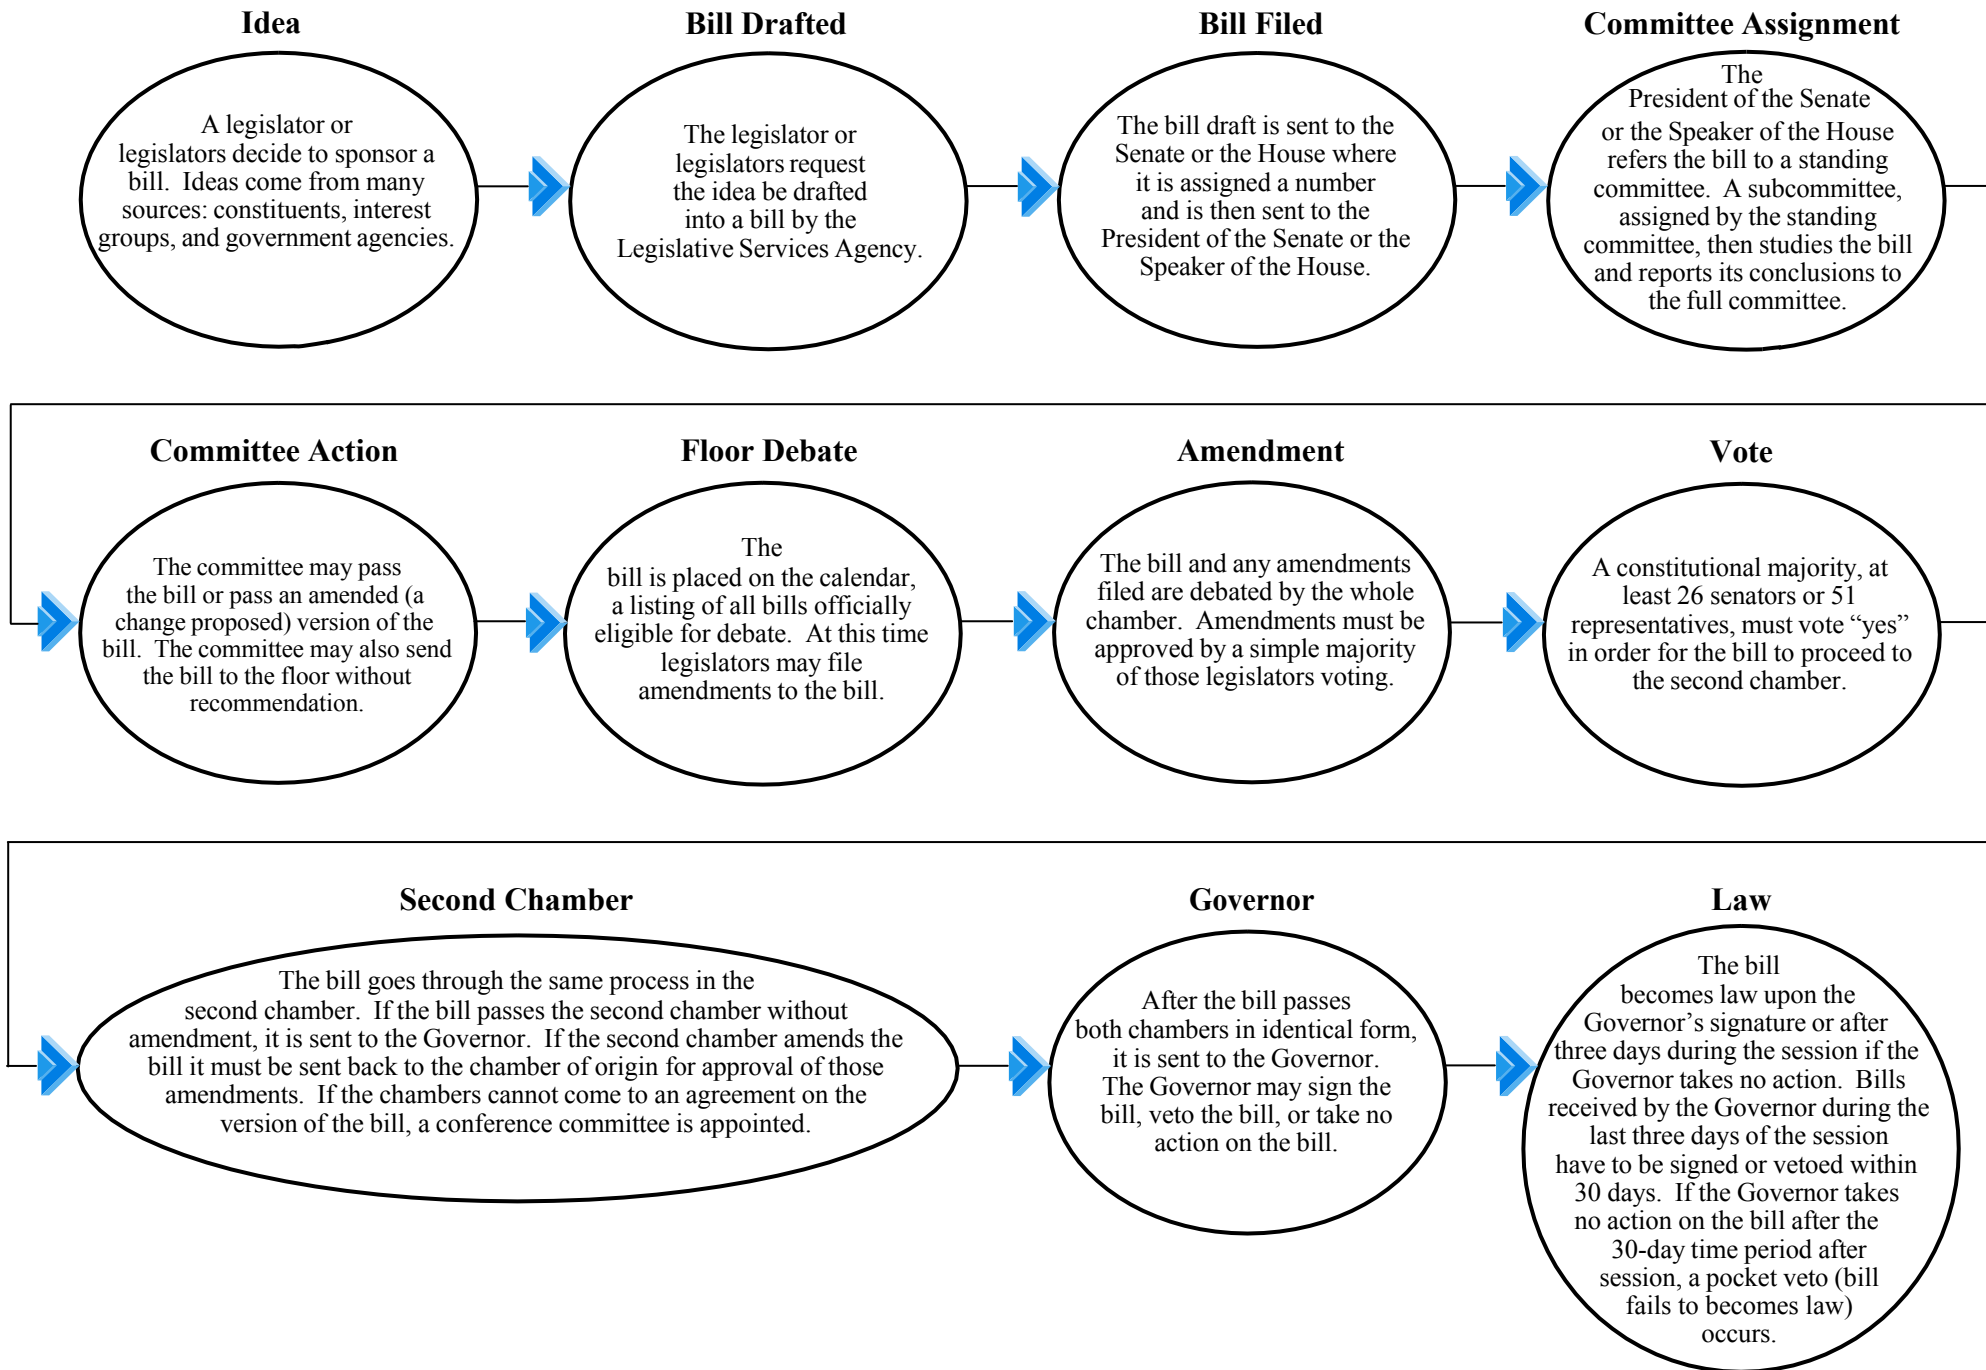 Idea
A legislator or
legislators decide to sponsor a
bill.  Ideas come from many
sources: constituents, interest
groups, and government agencies.
Bill Drafted
The legislator or
legislators request
the idea be drafted
into a bill by the
Legislative Services Agency.
Bill Filed
The bill draft is sent to the
Senate or the House where
it is assigned a number
and is then sent to the
President of the Senate or the
Speaker of the House.
Committee Assignment
The
President of the Senate
or the Speaker of the House
refers the bill to a standing
committee.  A subcommittee,
assigned by the standing
committee, then studies the bill
and reports its conclusions to
the full committee.
Committee Action
The committee may pass
the bill or pass an amended (a
change proposed) version of the
bill.  The committee may also send
the bill to the floor without
recommendation.
Floor Debate
The
bill is placed on the calendar,
a listing of all bills officially
eligible for debate.  At this time
legislators may file
amendments to the bill.
Amendment
The bill and any amendments
filed are debated by the whole
chamber.  Amendments must be
approved by a simple majority
of those legislators voting.
Vote
A constitutional majority, at
least 26 senators or 51
representatives, must vote “yes”
in order for the bill to proceed to
the second chamber.
Second Chamber
The bill goes through the same process in the
second chamber.  If the bill passes the second chamber without
amendment, it is sent to the Governor.  If the second chamber amends the
bill it must be sent back to the chamber of origin for approval of those
amendments.  If the chambers cannot come to an agreement on the
version of the bill, a conference committee is appointed.
Governor
After the bill passes
both chambers in identical form,
it is sent to the Governor.
The Governor may sign the
bill, veto the bill, or take no
action on the bill.
Law
The bill
becomes law upon the
Governor’s signature or after
three days during the session if the
Governor takes no action.  Bills
received by the Governor during the
last three days of the session
have to be signed or vetoed within
30 days.  If the Governor takes
no action on the bill after the
30-day time period after
session, a pocket veto (bill
fails to becomes law)
occurs.